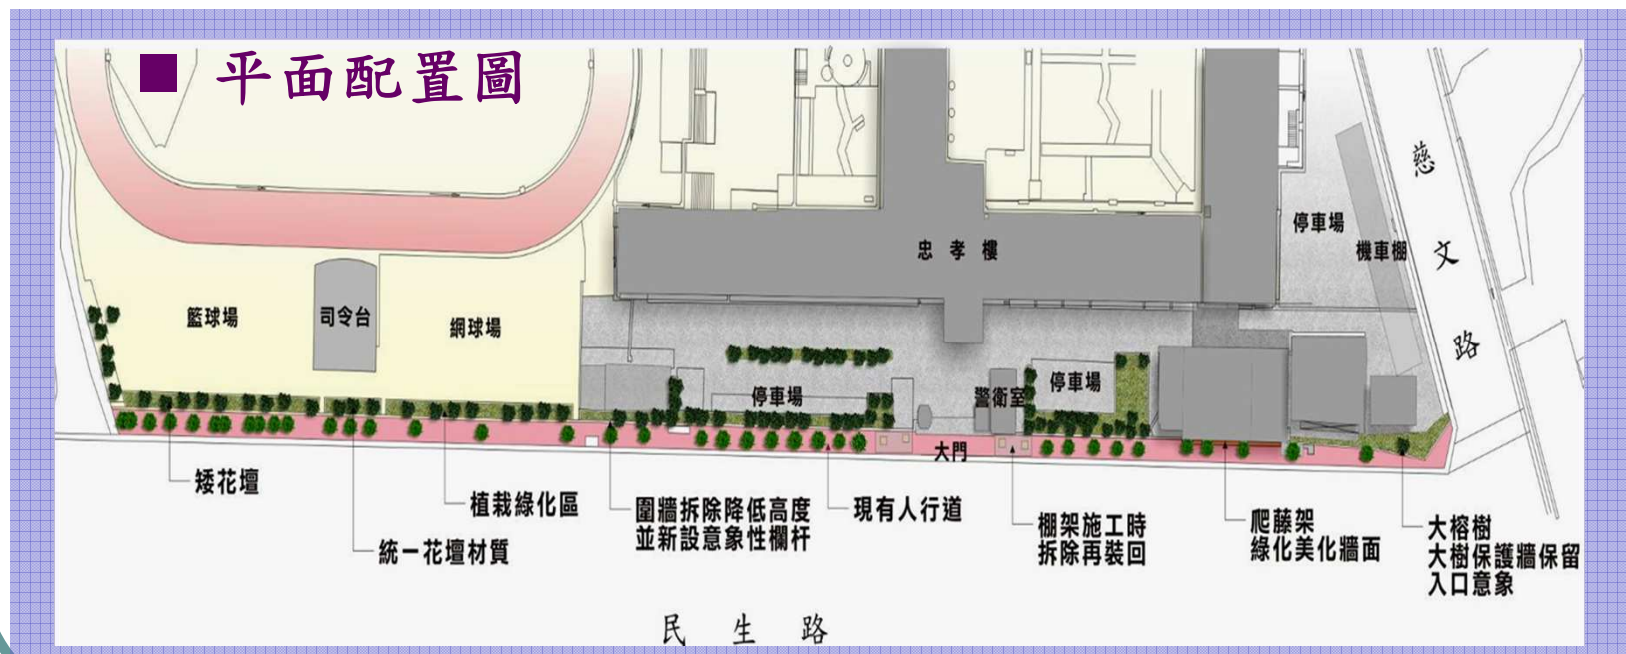 ■ 平面配置圖
慈文路
停車場
機車棚
忠孝樓
籃球場
司令台
網球場
停車場
警衛室
停車場
大門
矮花壇
統一花壇材質
植栽綠化區
圍牆拆除降低高度
並新設意象性欄杆
現有人行道
棚架施工時
拆除再裝回
爬藤架
綠化美化牆面
大榕樹
大樹保護牆保留
入口意象
民生路